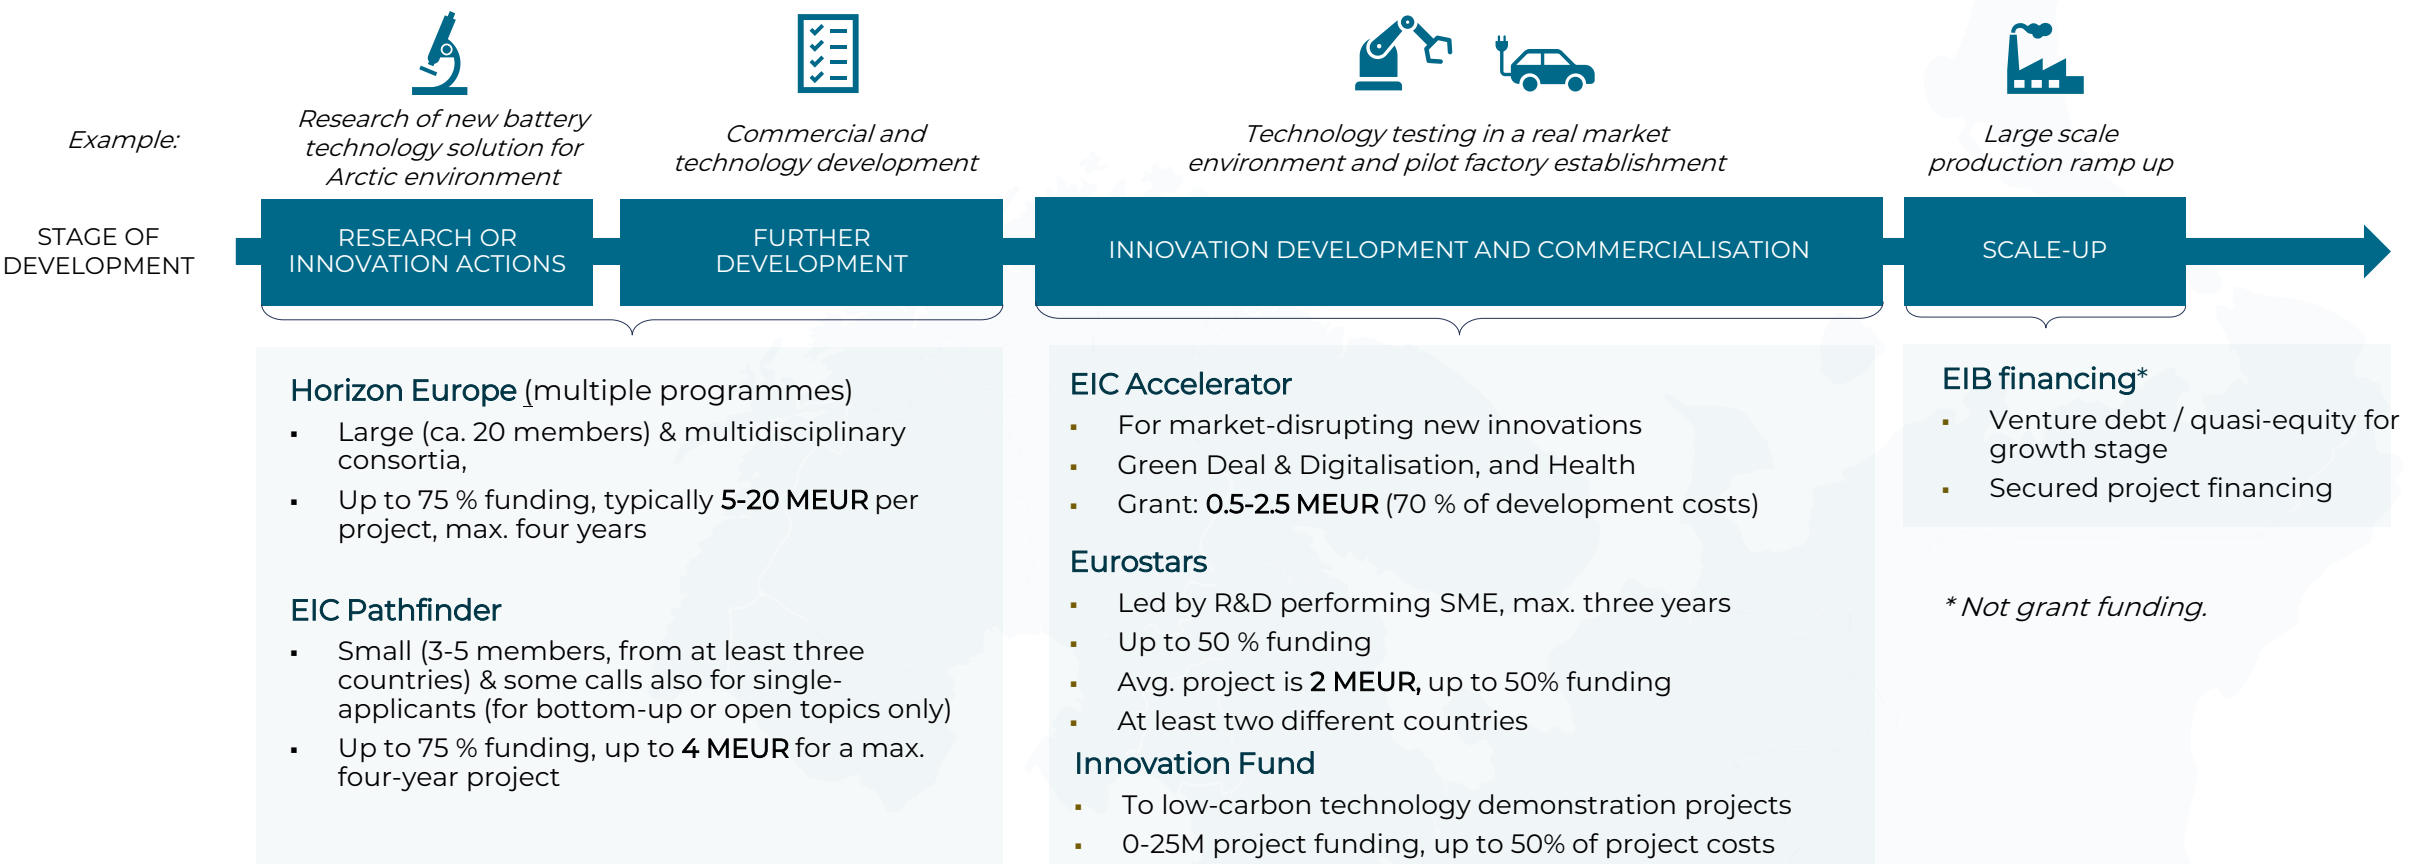 Example:
Research of new battery
technology solution for
Arctic environment
Commercial and
technology development
Technology testing in a real market
environment and pilot factory establishment
Large scale
production ramp up
STAGE OF
DEVELOPMENT
RESEARCH OR
INNOVATION ACTIONS
FURTHER
DEVELOPMENT
INNOVATION DEVELOPMENT AND COMMERCIALISATION
SCALE-UP
Horizon Europe (multiple programmes)
▪ Large (ca. 20 members) & multidisciplinary
consortia,
▪ Up to 75 % funding, typically 5-20 MEUR per
project, max. four years
EIC Pathfinder
▪ Small (3-5 members, from at least three
countries) & some calls also for single-
applicants (for bottom-up or open topics only)
▪ Up to 75 % funding, up to 4 MEUR for a max.
four-year project
EIC Accelerator
▪ For market-disrupting new innovations
▪ Green Deal & Digitalisation, and Health
▪ Grant: 0.5-2.5 MEUR (70 % of development costs)
Eurostars
▪ Led by R&D performing SME, max. three years
▪ Up to 50 % funding
▪ Avg. project is 2 MEUR, up to 50% funding
▪ At least two different countries
Innovation Fund
▪ To low-carbon technology demonstration projects
▪ 0-25M project funding, up to 50% of project costs
EIB financing*
▪ Venture debt / quasi-equity for
growth stage
▪ Secured project financing
* Not grant funding.